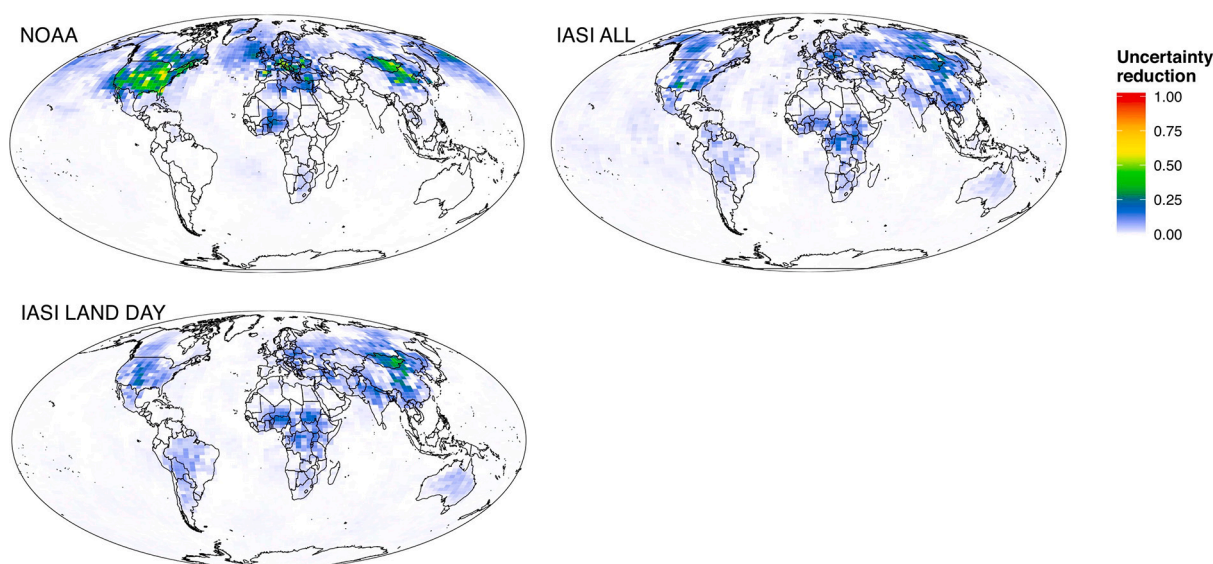 NOAA
IASI ALL
Uncertainty
reduction
1.00
0.75
0.50
0.25
0.00
IASI LAND DAY